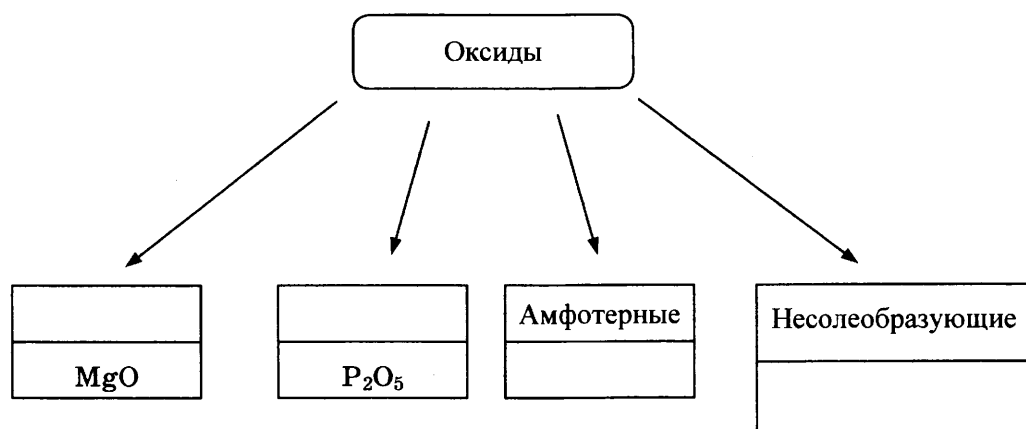 Оксиды
Амфотерные
Несолеобразующие
MgO
P₂O₅